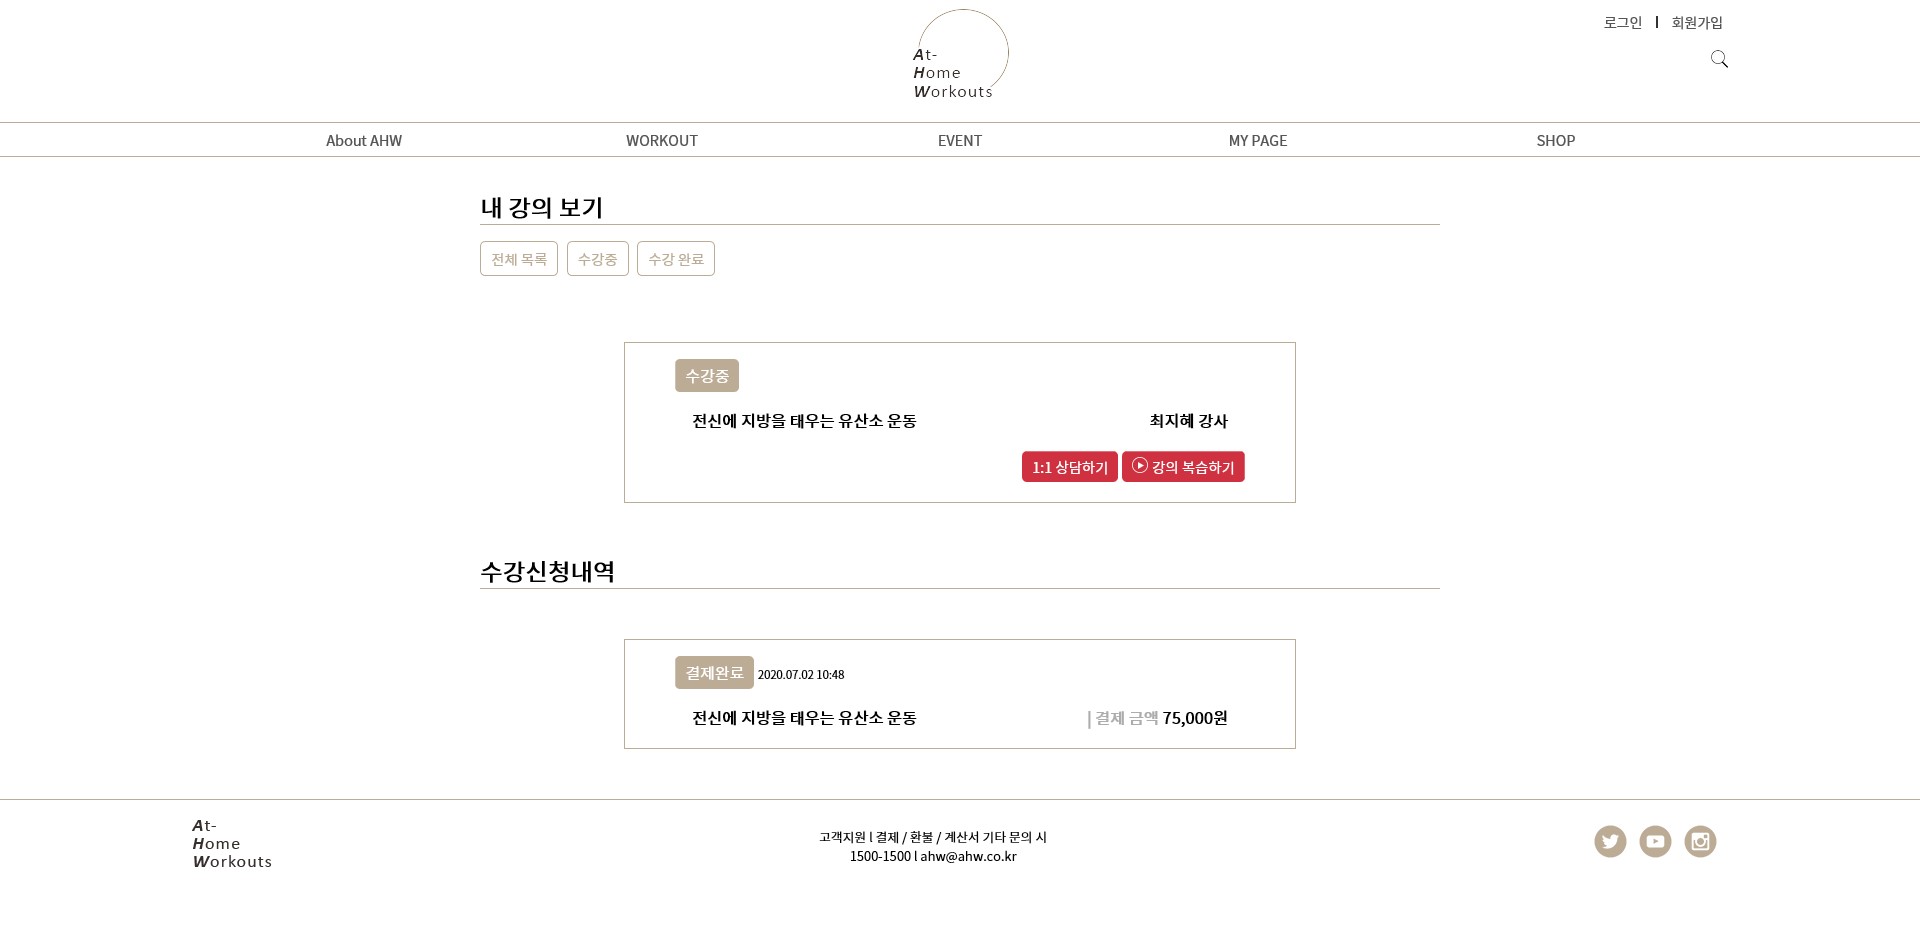 로그인 | 회원가입
At-
Home
Workouts
About AHW WORKOUT EVENT MY PAGE SHOP
내 강의 보기
전체 목록 수강중 수강 완료
수강중
전신에 지방을 태우는 유산소 운동 최지혜 강사
1:1 상담하기 강의 복습하기
수강신청내역
결제완료 2020.07.02 10:48
전신에 지방을 태우는 유산소 운동 | 결제 금액 75,000원
At-
Home
Workouts
고객지원 l 결제 / 환불 / 계산서 기타 문의 시
1500-1500 l ahw@ahw.co.kr